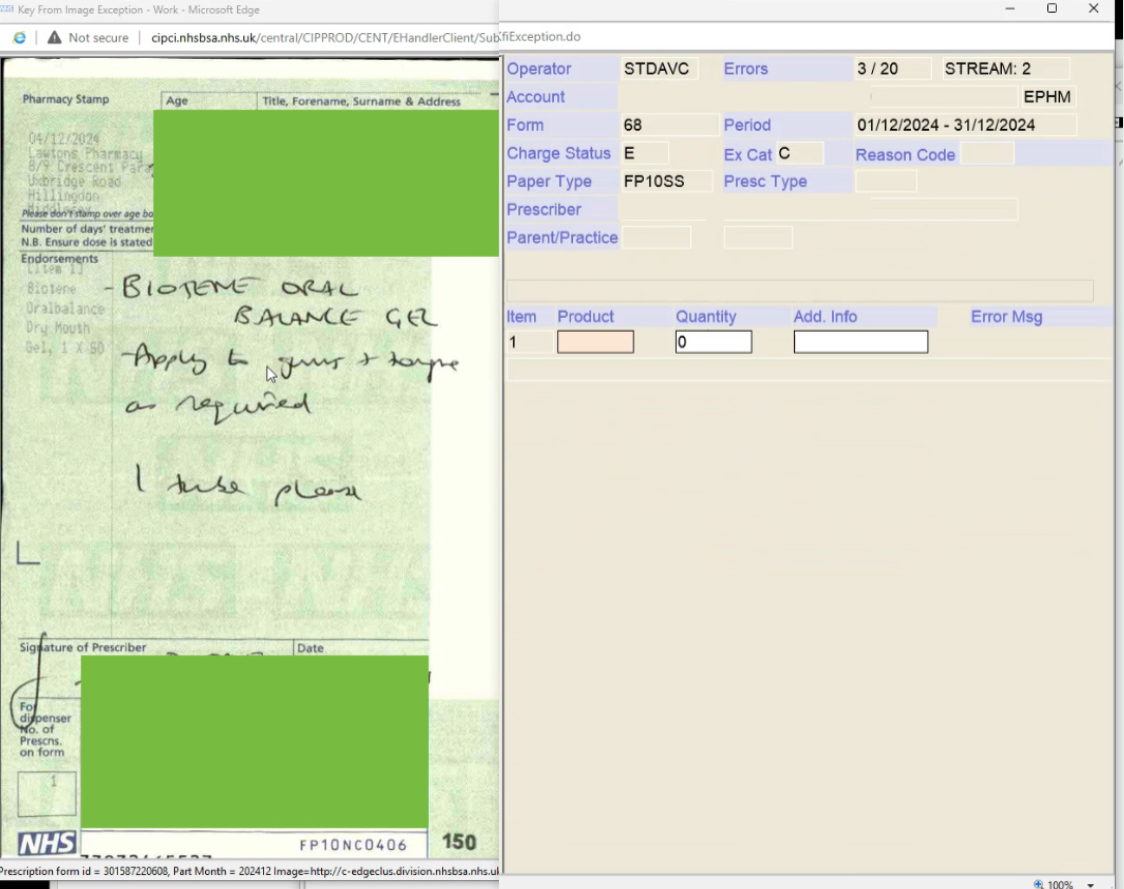 Key From Image Exception - Work - Microsoft Edge
Not secure cipci.nhsbsa.nhs.uk/central/CIPPROD/CENT/EHandlerClient/Sub
fiException.do
Pharmacy Stamp
Age
Title, Forename, Surname & Address
04/12/2024
Lawtons Pharmacy
8/9 Crescent Para
Uxbridge Road
Hillingdon
Please don't stamp over age bo
Number of days' treatmen
N.B. Ensure dose is stated
Endorsements
[Item 1]
Biotene
Oralbalance
Dry Mouth
Gel, 1 X 50
- BIOTENE ORAL
BALANCE GEL
- Apply to gums + tongue
as required
1 tube please
Signature of Prescriber
Date
For
dispenser
No. of
Prescns.
on form
1
NHS
FP10NC0406
150
Prescription form id = 301587220608, Part Month = 202412 Image=http://c-edgeclus.division.nhsbsa.nhs.uk
Operator STDAVC Errors 3 / 20 STREAM: 2
Account EPHM
Form 68 Period 01/12/2024 - 31/12/2024
Charge Status E Ex Cat C Reason Code
Paper Type FP10SS Presc Type
Prescriber
Parent/Practice
Item Product Quantity Add. Info Error Msg
1 0
100%